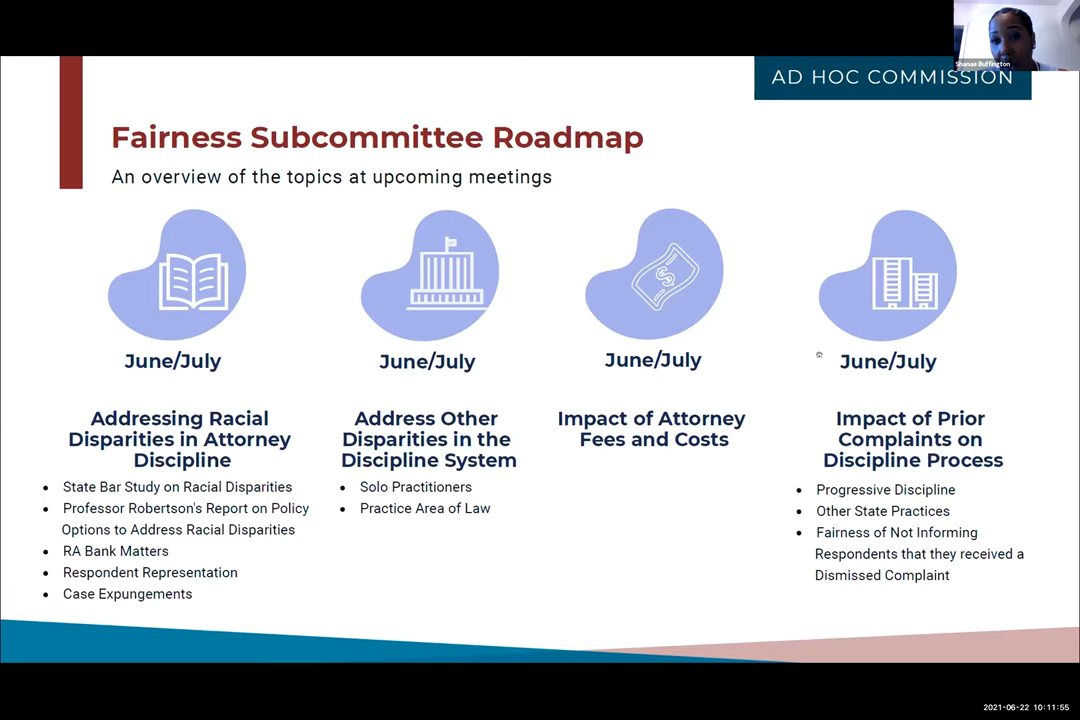 Shanae Buffington
AD HOC COMMISSION
Fairness Subcommittee Roadmap
An overview of the topics at upcoming meetings
June/July
Addressing Racial
Disparities in Attorney
Discipline
• State Bar Study on Racial Disparities
• Professor Robertson's Report on Policy
Options to Address Racial Disparities
• RA Bank Matters
• Respondent Representation
• Case Expungements
June/July
Address Other
Disparities in the
Discipline System
• Solo Practitioners
• Practice Area of Law
$
June/July
Impact of Attorney
Fees and Costs
June/July
Impact of Prior
Complaints on
Discipline Process
• Progressive Discipline
• Other State Practices
• Fairness of Not Informing
Respondents that they received a
Dismissed Complaint
2021-06-22 10:11:55